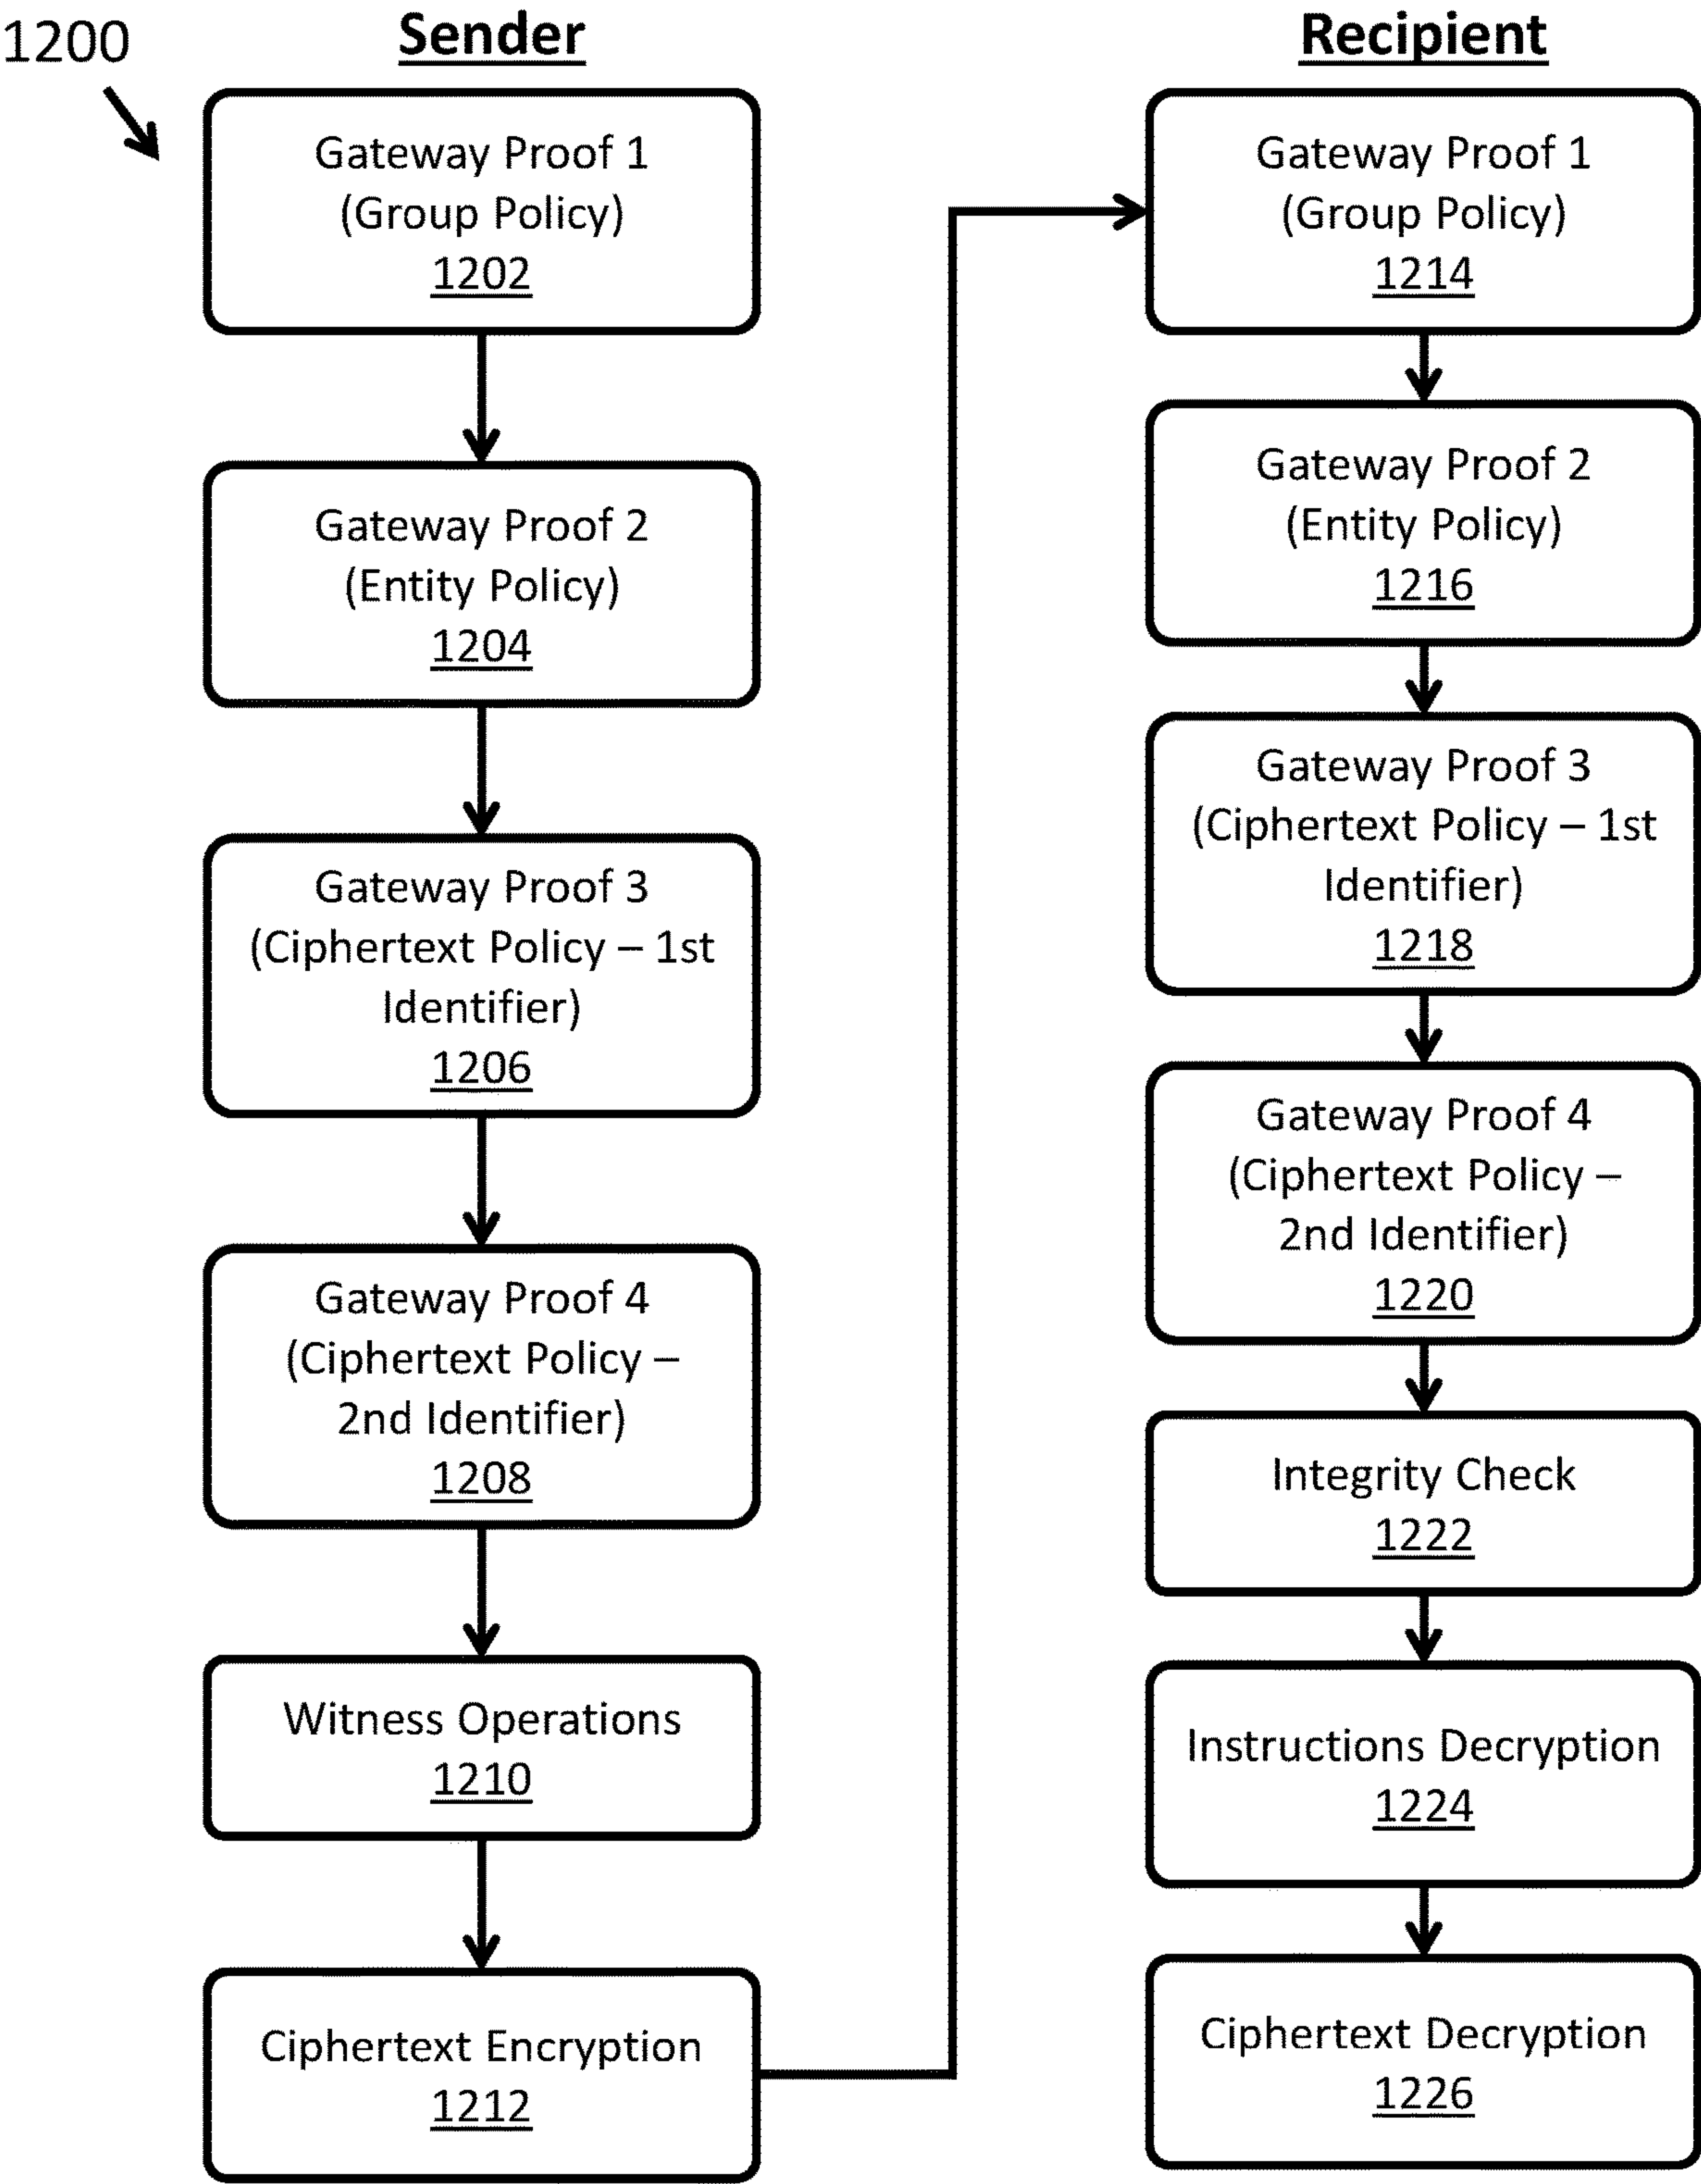 1200
Sender
Gateway Proof 1
(Group Policy)
1202
Gateway Proof 2
(Entity Policy)
1204
Gateway Proof 3
(Ciphertext Policy – 1st
Identifier)
1206
Gateway Proof 4
(Ciphertext Policy –
2nd Identifier)
1208
Witness Operations
1210
Ciphertext Encryption
1212
Recipient
Gateway Proof 1
(Group Policy)
1214
Gateway Proof 2
(Entity Policy)
1216
Gateway Proof 3
(Ciphertext Policy – 1st
Identifier)
1218
Gateway Proof 4
(Ciphertext Policy –
2nd Identifier)
1220
Integrity Check
1222
Instructions Decryption
1224
Ciphertext Decryption
1226